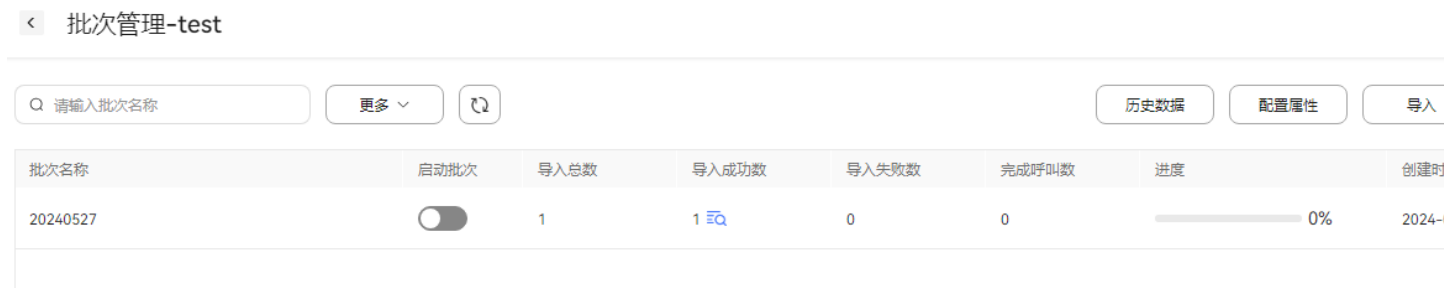 批次管理-test
请输入批次名称 更多 历史数据 配置属性 导入
批次名称 启动批次 导入总数 导入成功数 导入失败数 完成呼叫数 进度 创建时
20240527 1 1 0 0 0% 2024-